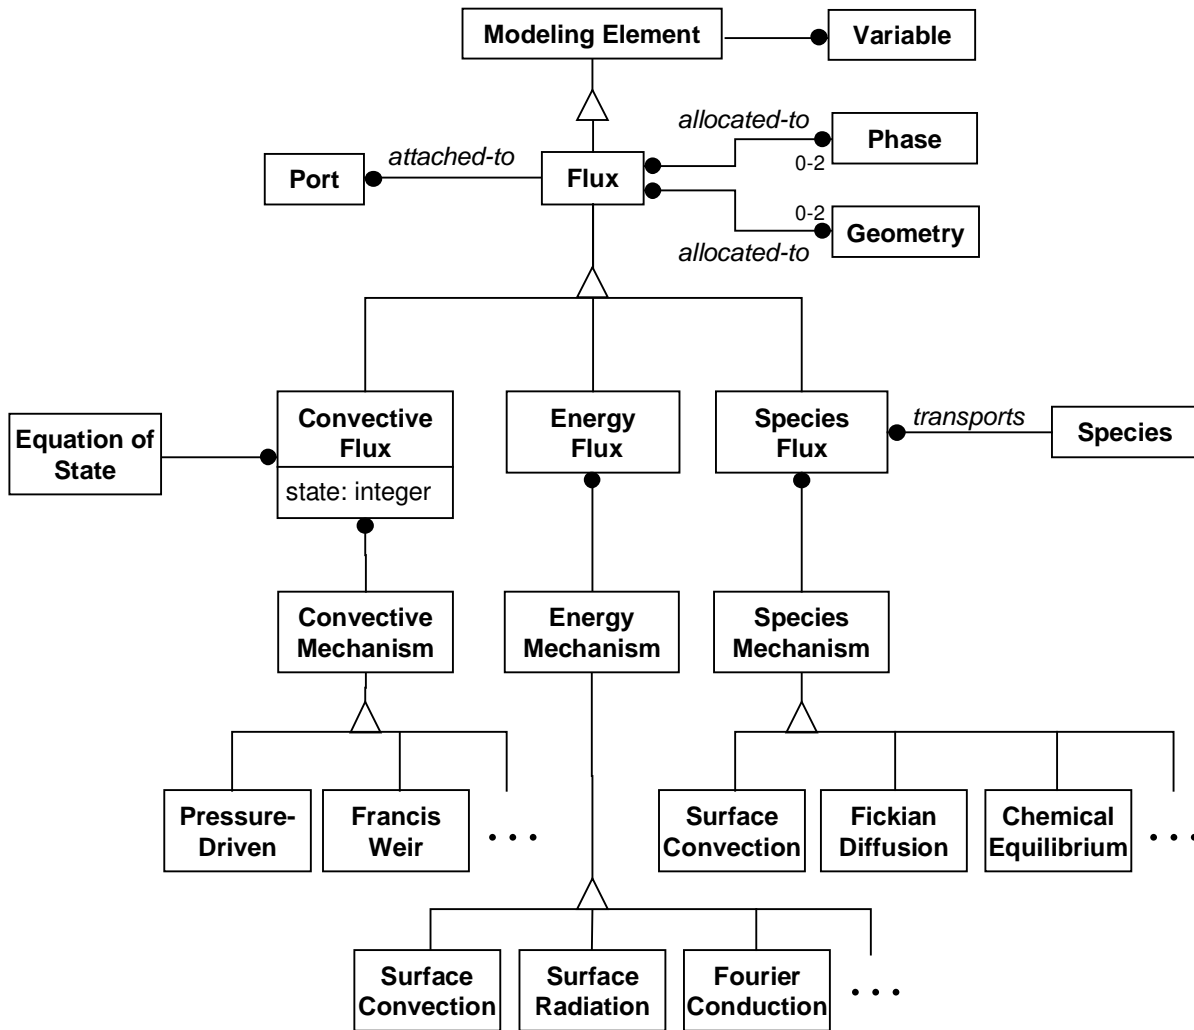 Modeling Element
Variable
allocated-to
Phase
0-2
attached-to
Port
Flux
0-2
Geometry
allocated-to
Convective
Flux
state: integer
Energy
Flux
Species
Flux
transports
Species
Equation of
State
Convective
Mechanism
Energy
Mechanism
Species
Mechanism
Pressure-
Driven
Francis
Weir
• • •
Surface
Convection
Fickian
Diffusion
Chemical
Equilibrium
• • •
Surface
Convection
Surface
Radiation
Fourier
Conduction
• • •